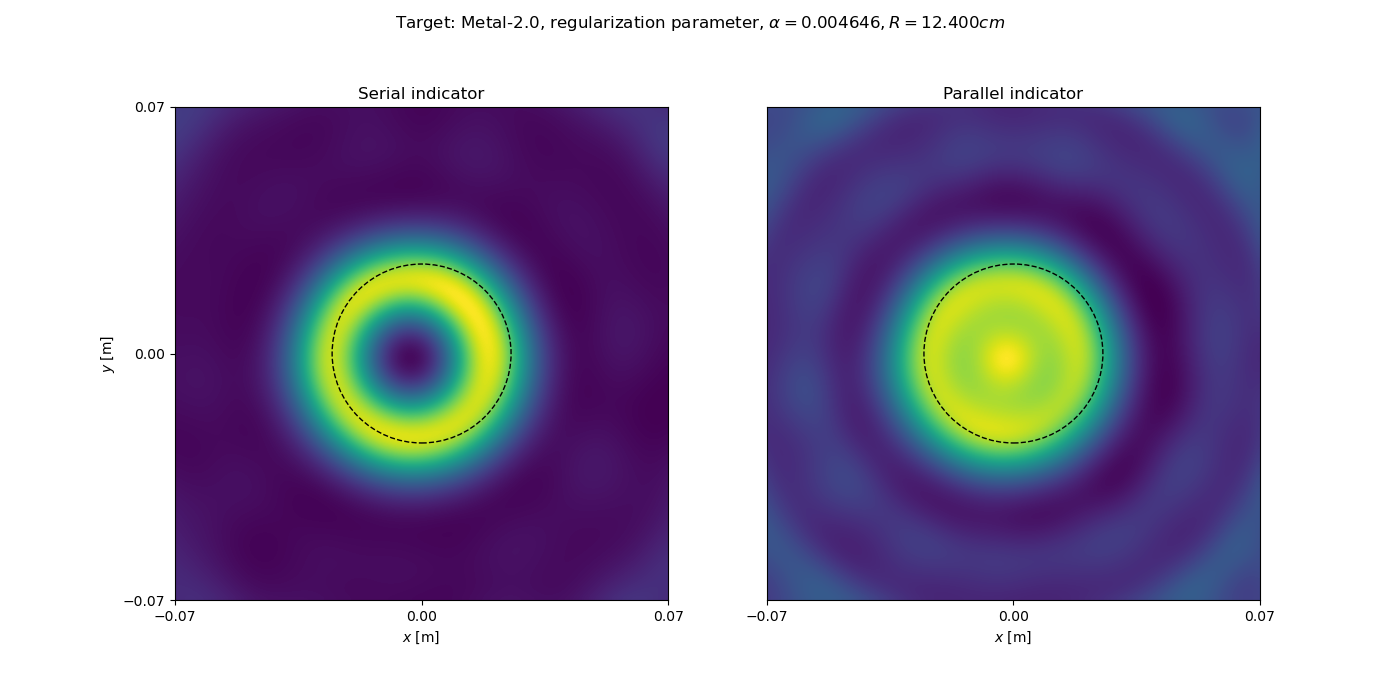 Target: Metal-2.0, regularization parameter, α = 0.004646, R = 12.400cm
Serial indicator
Parallel indicator
0.07
0.00
−0.07
y [m]
−0.07 0.00 0.07
x [m]
−0.07 0.00 0.07
x [m]